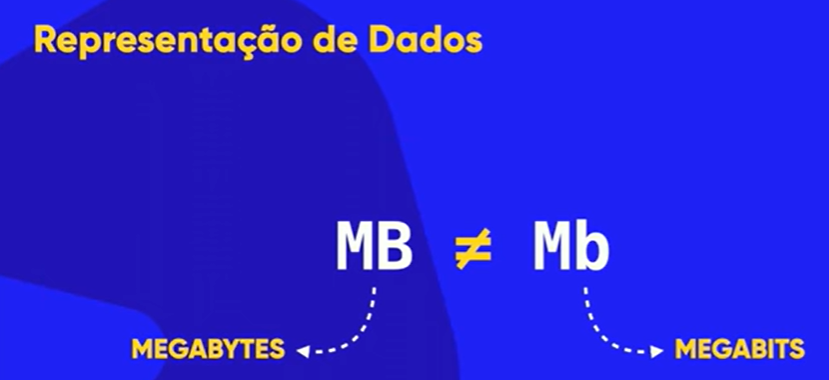 Representação de Dados
MB ≠ Mb
MEGABYTES
MEGABITS